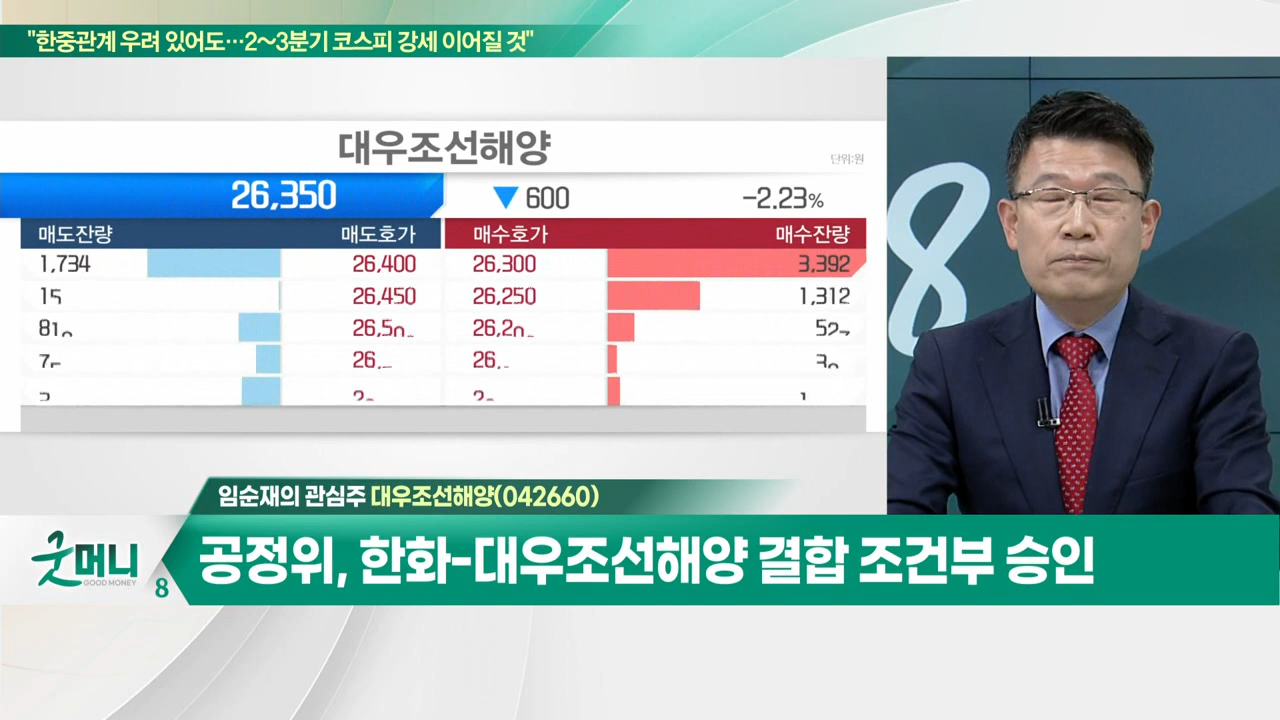 "한중관계 우려 있어도…2~3분기 코스피 강세 이어질 것"
대우조선해양
단위:원
26,350 ▼ 600 -2.23%
매도잔량 매도호가 매수호가 매수잔량
1,734 26,400 26,300 3,392
15 26,450 26,250 1,312
8
임순재의 관심주 대우조선해양(042660)
공정위, 한화-대우조선해양 결합 조건부 승인
굿머니
GOOD MONEY
8